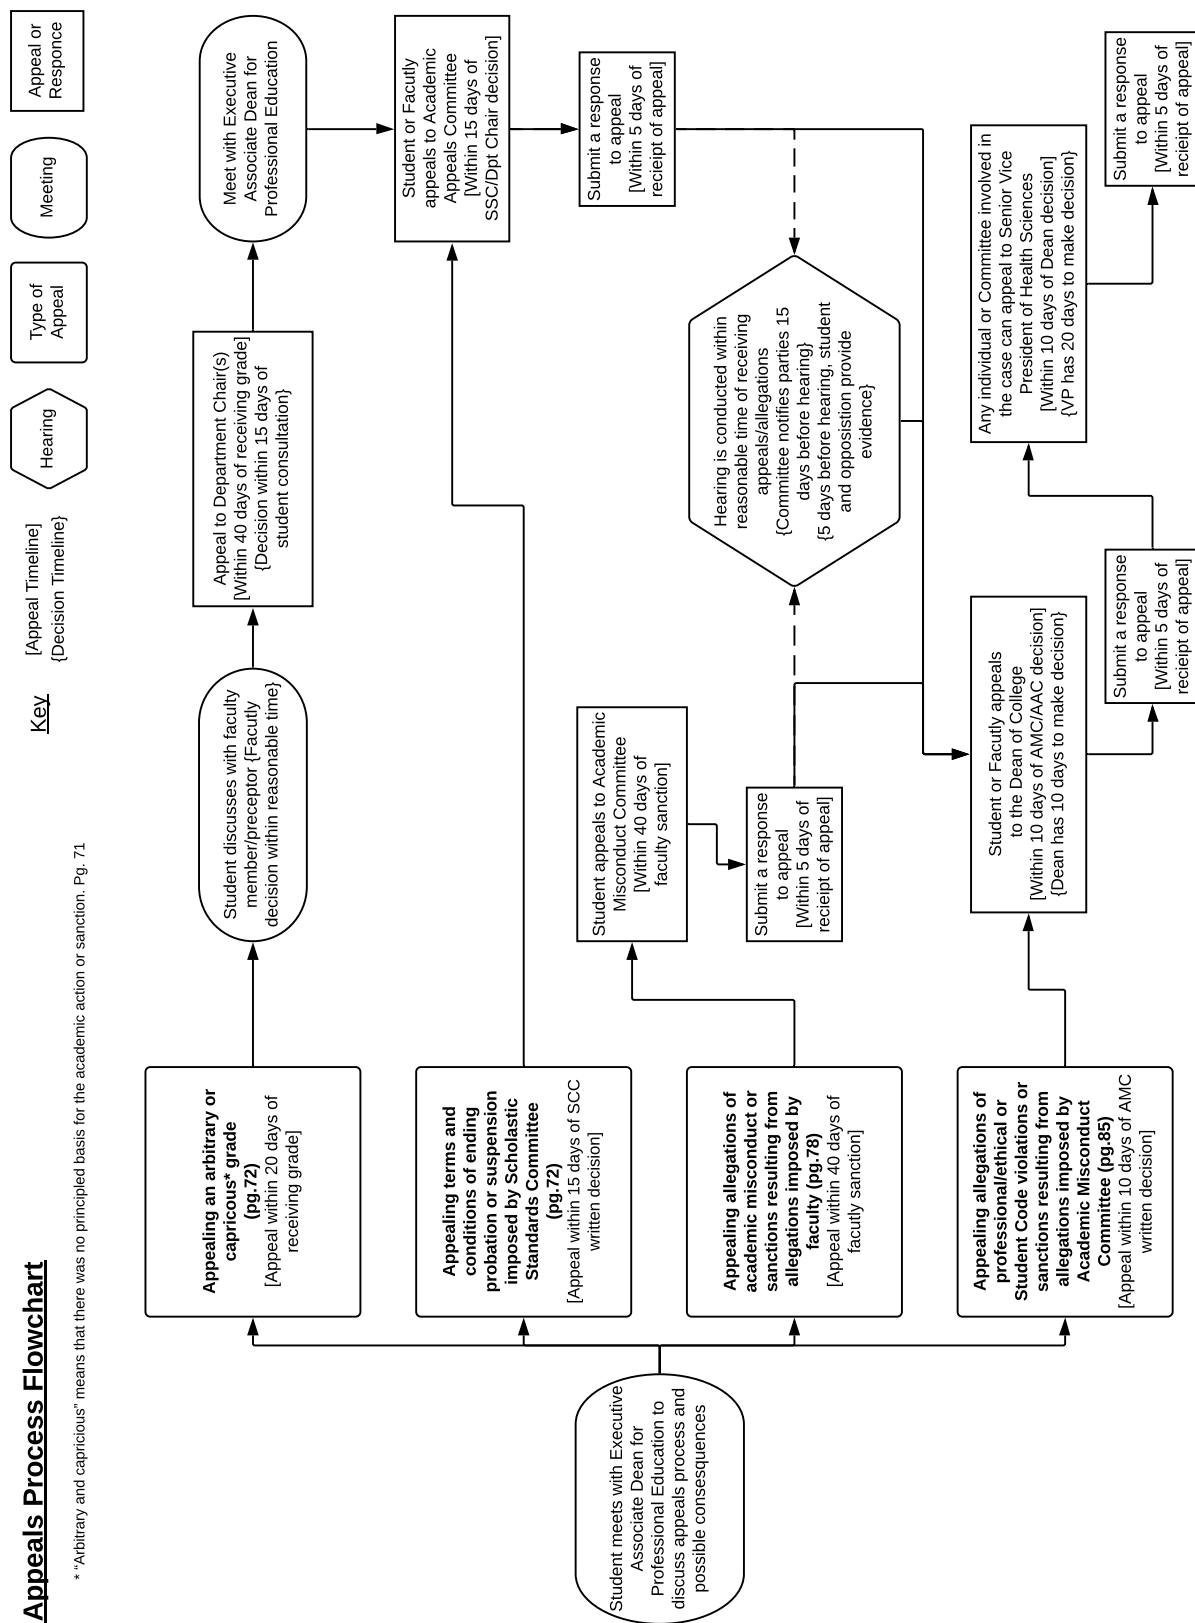 Appeals Process Flowchart
* “Arbitrary and capricious” means that there was no principled basis for the academic action or sanction. Pg. 71
Key
[Appeal Timeline]
{Decision Timeline}
Hearing
Type of
Appeal
Meeting
Appeal or
Responce
Student meets with Executive
Associate Dean for
Professional Education to
discuss appeals process and
possible consesquences
Appealing an arbitrary or
capricous* grade
(pg.72)
[Appeal within 20 days of
receiving grade]
Student discusses with faculty
member/preceptor {Facutly
decision within reasonable time}
Appeal to Department Chair(s)
[Within 40 days of receiving grade]
{Decision within 15 days of
student consultation}
Meet with Executive
Associate Dean for
Professional Education
Appealing terms and
conditions of ending
probation or suspension
imposed by Scholastic
Standards Committee
(pg.72)
[Appeal within 15 days of SCC
written decision]
Student or Facutly
appeals to Academic
Appeals Committee
[Within 15 days of
SSC/Dpt Chair decision]
Submit a response
to appeal
[Within 5 days of
recieipt of appeal]
Appealing allegations of
academic misconduct or
sanctions resulting from
allegations imposed by
faculty (pg.78)
[Appeal within 40 days of
facutly sanction]
Student appeals to Academic
Misconduct Committee
[Within 40 days of
faculty sanction]
Submit a response
to appeal
[Within 5 days of
recieipt of appeal]
Hearing is conducted within
reasonable time of receiving
appeals/allegations
{Committee notifies parties 15
days before hearing}
{5 days before hearing, student
and opposistion provide
evidence}
Appealing allegations of
professional/ethical or
Student Code violations or
sanctions resulting from
allegations imposed by
Academic Misconduct
Committee (pg.85)
[Appeal within 10 days of AMC
written decision]
Student or Facutly appeals
to the Dean of College
[Within 10 days of AMC/AAC decision]
{Dean has 10 days to make decision}
Submit a response
to appeal
[Within 5 days of
recieipt of appeal]
Any individual or Committee involved in
the case can appeal to Senior Vice
President of Health Sciences
[Within 10 days of Dean decision]
{VP has 20 days to make decision}
Submit a response
to appeal
[Within 5 days of
recieipt of appeal]